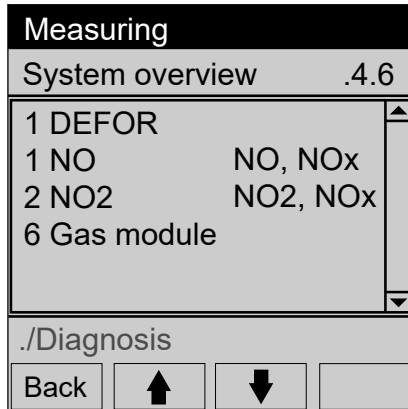 Measuring
System overview .4.6
1 DEFOR
1 NO NO, NOx
2 NO2 NO2, NOx
6 Gas module
./Diagnosis
Back